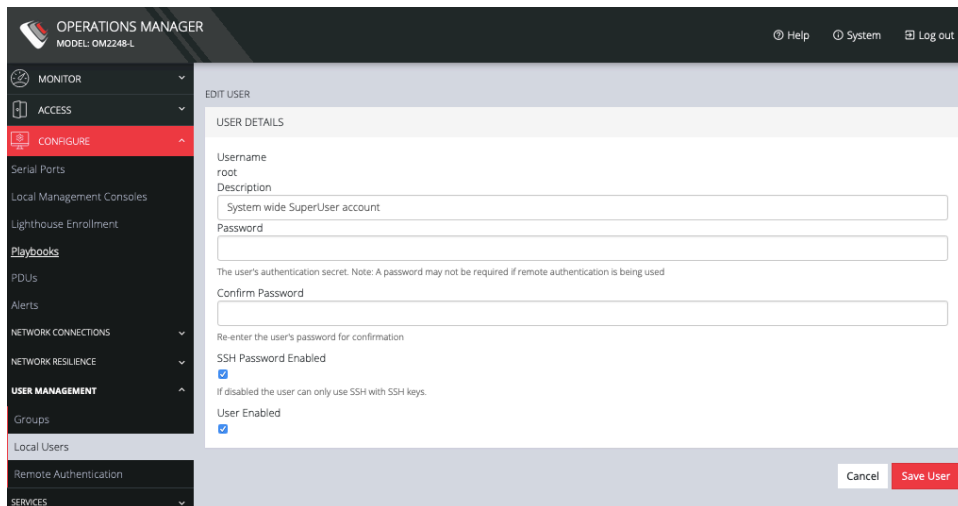 OPERATIONS MANAGER
MODEL: OM2248-L
Help
System
Log out
MONITOR
ACCESS
CONFIGURE
Serial Ports
Local Management Consoles
Lighthouse Enrollment
Playbooks
PDUs
Alerts
NETWORK CONNECTIONS
NETWORK RESILIENCE
USER MANAGEMENT
Groups
Local Users
Remote Authentication
SERVICES
EDIT USER
USER DETAILS
Username
root
Description
System wide SuperUser account
Password
The user's authentication secret. Note: A password may not be required if remote authentication is being used
Confirm Password
Re-enter the user's password for confirmation
SSH Password Enabled
If disabled the user can only use SSH with SSH keys.
User Enabled
Cancel
Save User